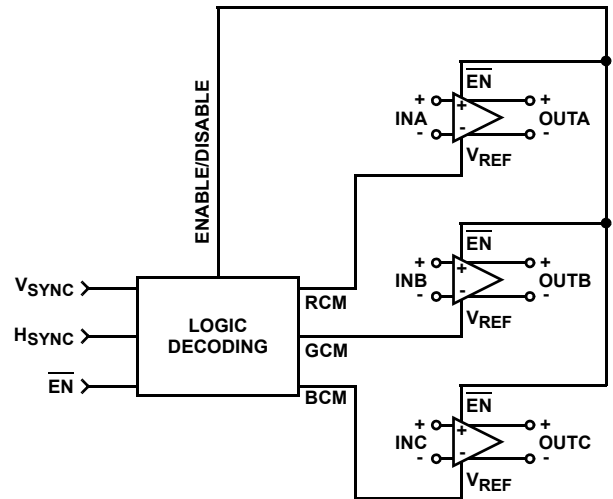 ENABLE/DISABLE
EN
+ + +
INA OUTA
- - -
VREF
EN
+ + +
INB OUTB
- - -
VREF
VSYNC
HSYNC
EN
LOGIC
DECODING
RCM
GCM
BCM
EN
+ + +
INC OUTC
- - -
VREF